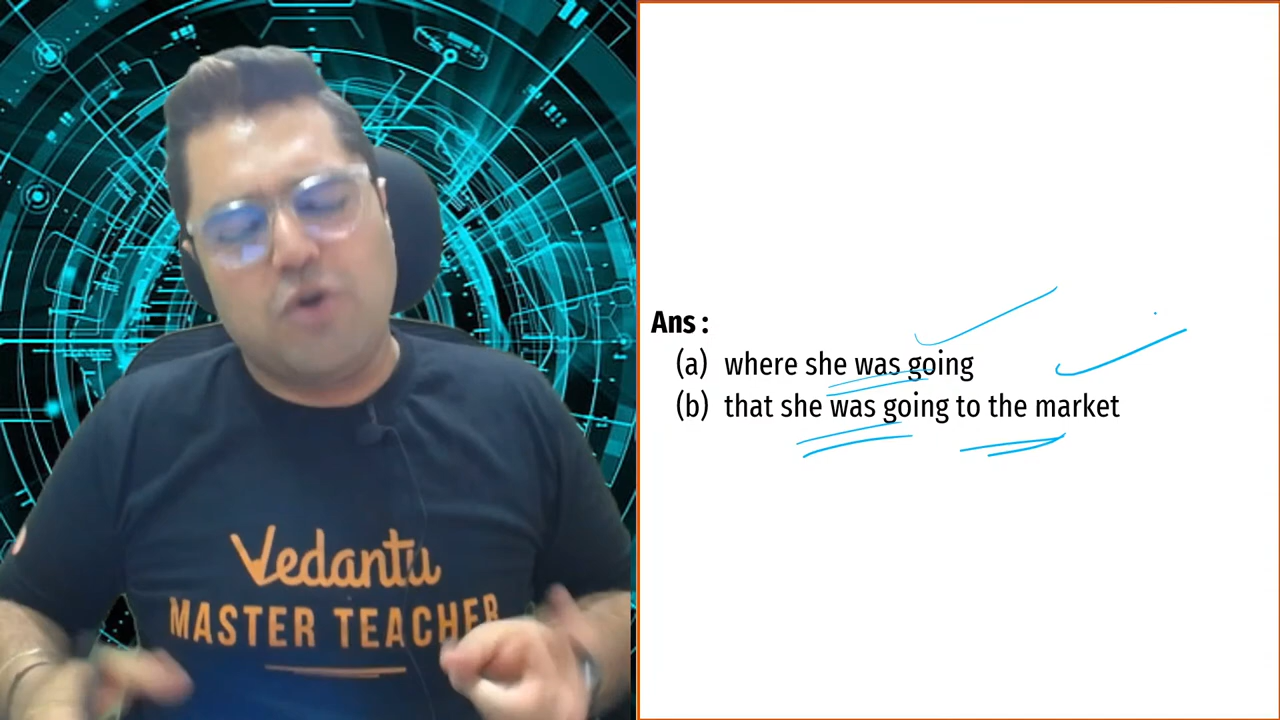 Vedantu
MASTER TEACHER
Ans :
(a) where she was going
(b) that she was going to the market